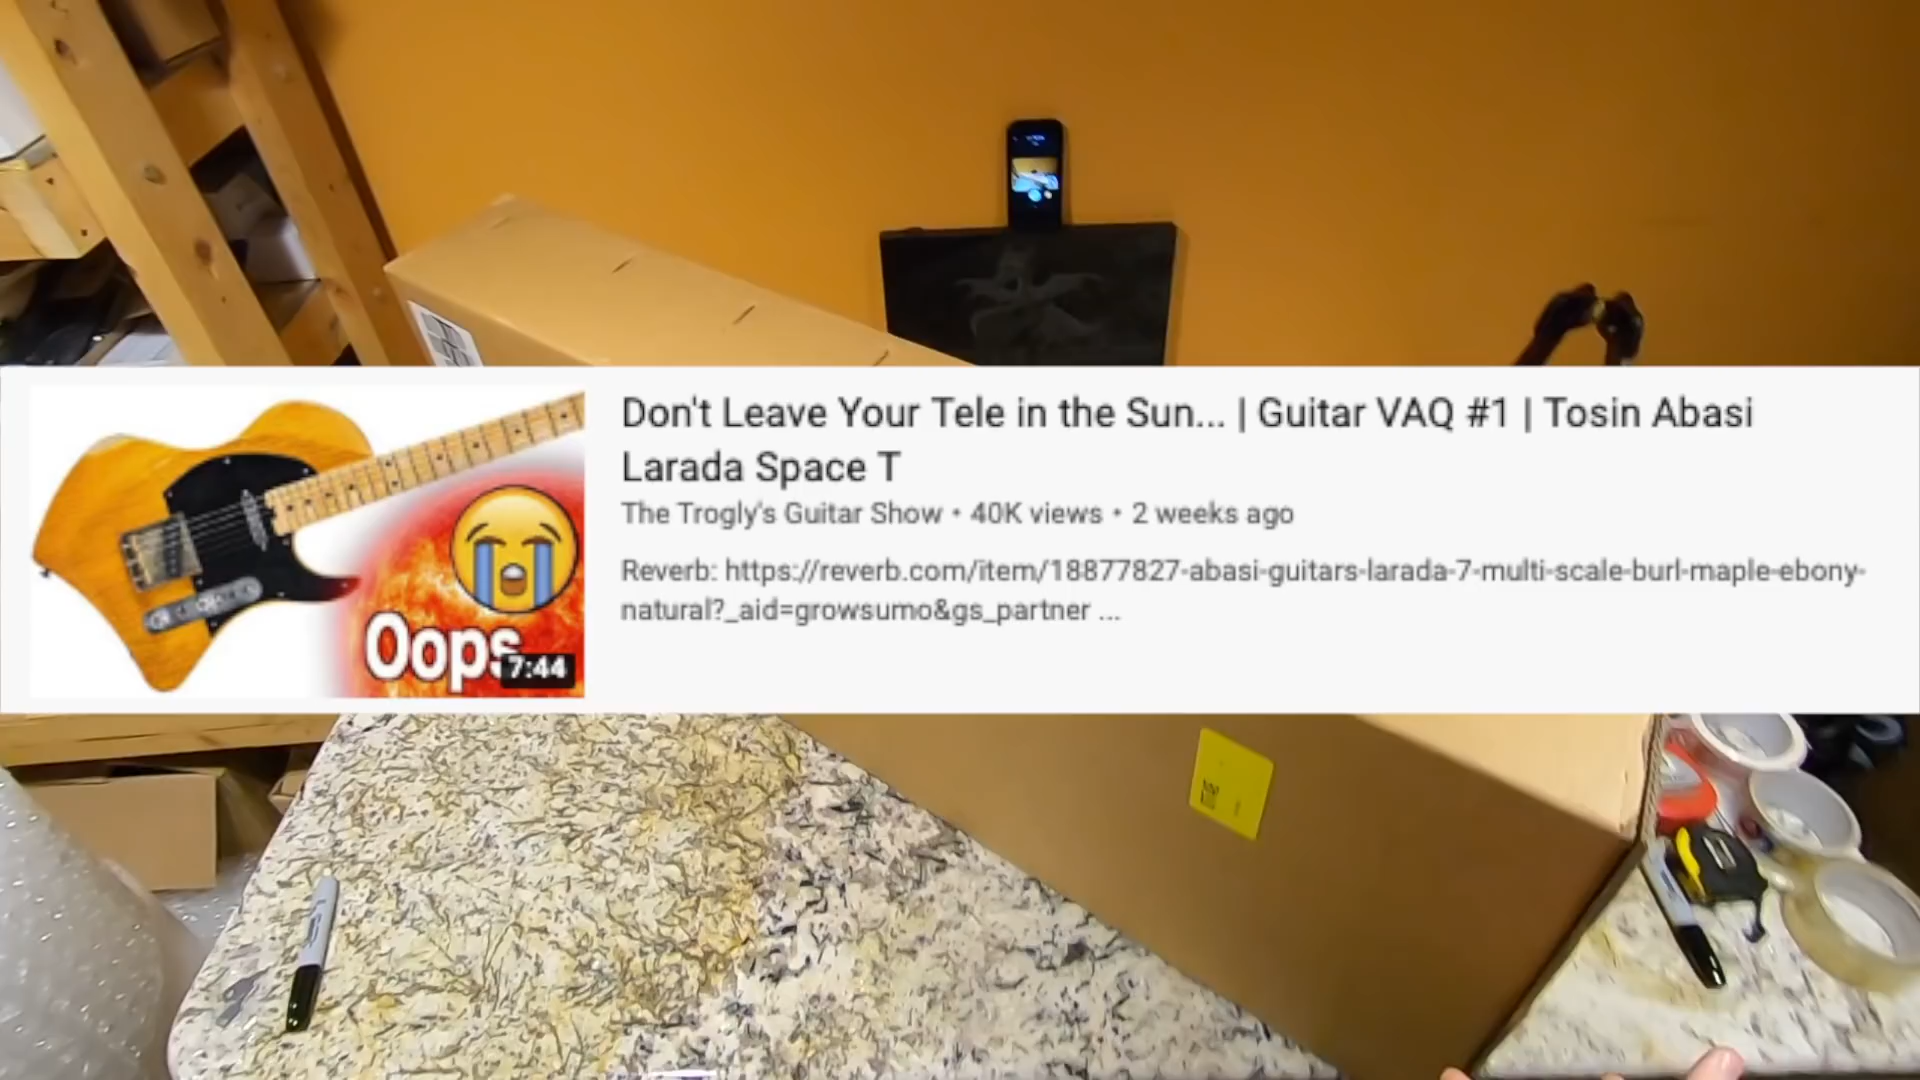 Don't Leave Your Tele in the Sun... | Guitar VAQ #1 | Tosin Abasi
Larada Space T
The Trogly's Guitar Show • 40K views • 2 weeks ago
Reverb: https://reverb.com/item/18877827-abasi-guitars-larada-7-multi-scale-burl-maple-ebony-
natural?_aid=growsumo&gs_partner ...
Oops
7:44